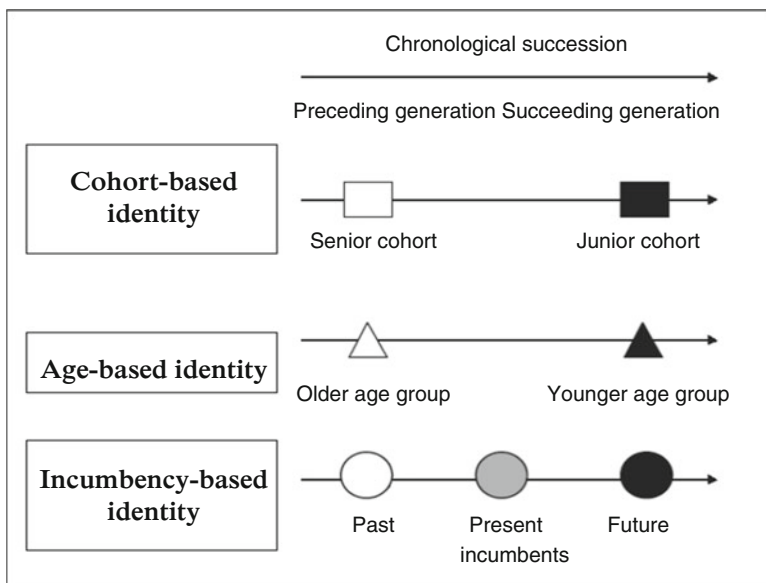 Chronological succession
Preceding generation Succeeding generation
Cohort-based
identity
Senior cohort
Junior cohort
Age-based identity
Older age group
Younger age group
Incumbency-based
identity
Past
Present
incumbents
Future